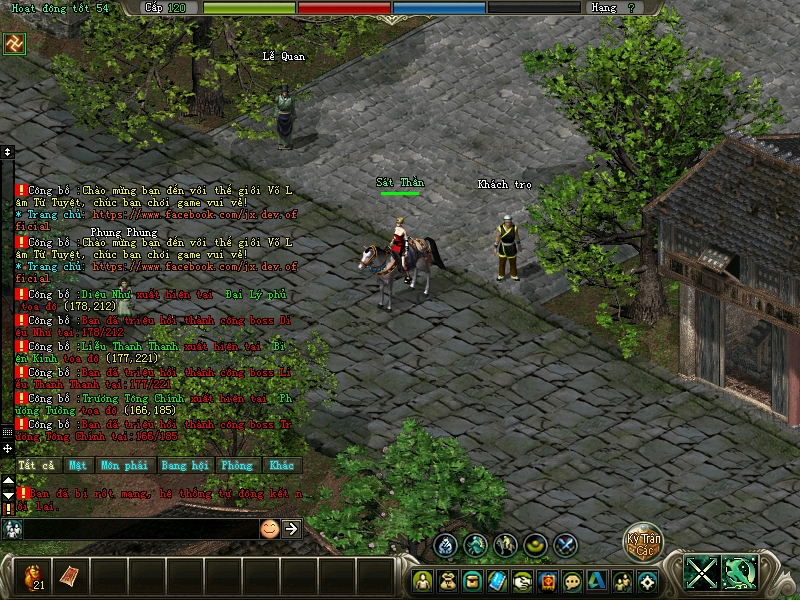 Hoạt động tốt 54
Cấp 120
Hạng ?
Lễ Quan
Sát Thần
Khách trọ
Công bố :Chào mừng bạn đến với thế giới Võ L
âm Tứ Tuyệt, chúc bạn chơi game vui vẻ!
* Trang chủ: https://www.facebook.com/jx.dev.of
ficial
Phung Phung
Công bố :Chào mừng bạn đến với thế giới Võ L
âm Tứ Tuyệt, chúc bạn chơi game vui vẻ!
* Trang chủ: https://www.facebook.com/jx.dev.of
ficial
Công bố :Diệu Như xuất hiện tại Đại Lý phủ
tọa độ (178,212)
Công bố :Bạn đã triệu hồi thành công boss Di
ệu Như tại:178/212
Công bố :Liễu Thanh Thanh xuất hiện tại Bi
ện Kinh tọa độ (177,221)
Công bố :Bạn đã triệu hồi thành công boss Li
ễu Thanh Thanh tại:177/221
Công bố :Trương Tông Chính xuất hiện tại Ph
ượng Tường tọa độ (166,185)
Công bố :Bạn đã triệu hồi thành công boss Tr
ương Tông Chính tại:166/185
Tất cả Mật Môn phái Bang hội Phòng Khác
Bạn đã bị rớt mạng, hệ thống tự động kết n
ối lại.
Kỳ Trân
Các
21